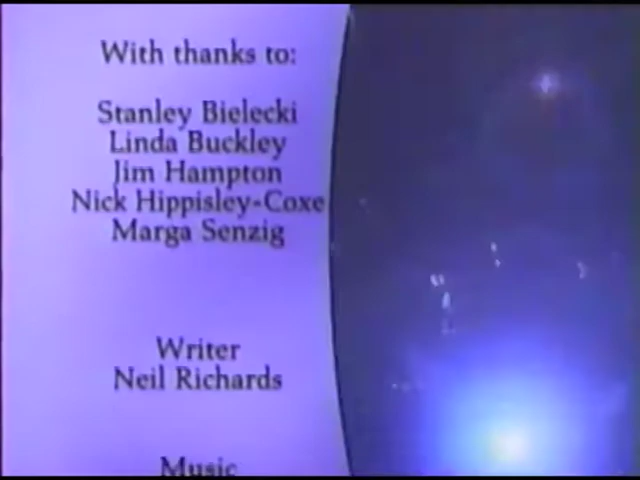 With thanks to:
Stanley Bielecki
Linda Buckley
Jim Hampton
Nick Hippisley-Coxe
Marga Senzig
Writer
Neil Richards
Music